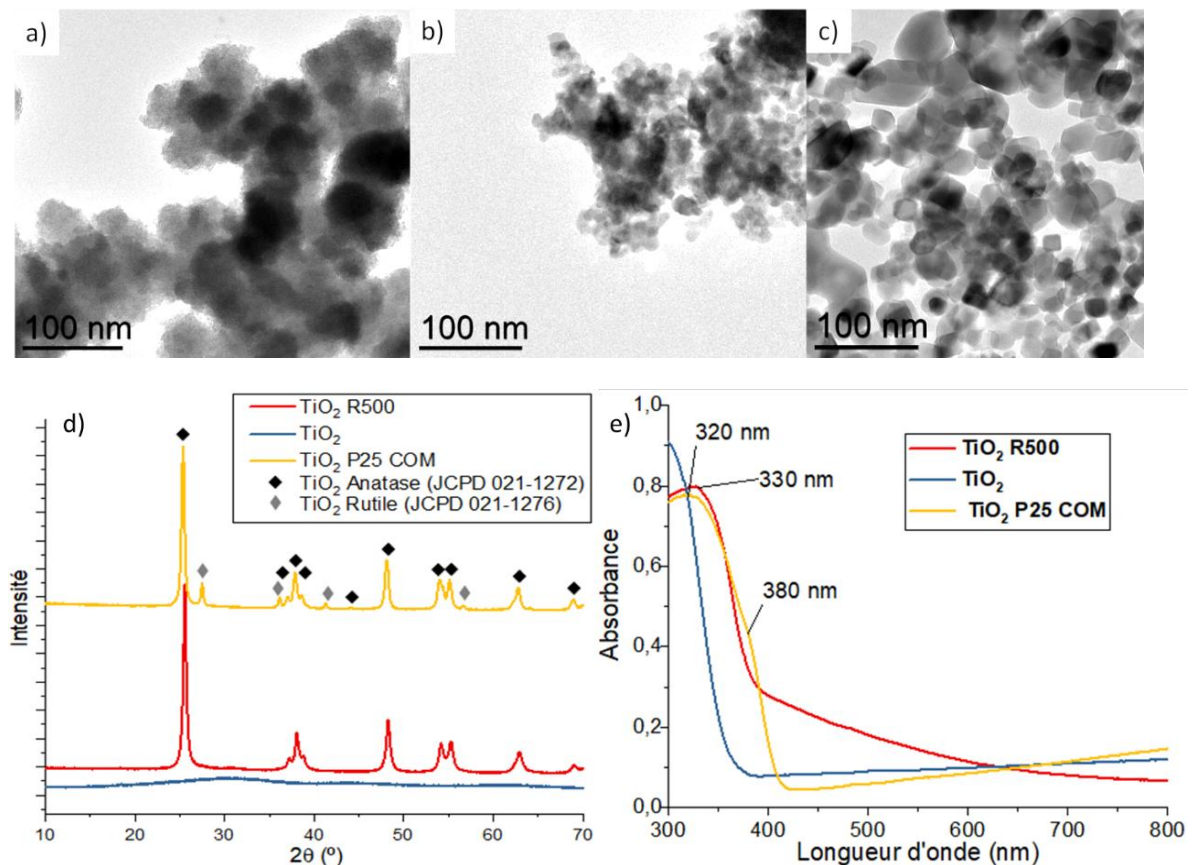 a)
b)
c)
100 nm
100 nm
100 nm
d)
TiO₂ R500
TiO₂
TiO₂ P25 COM
TiO₂ Anatase (JCPD 021-1272)
TiO₂ Rutile (JCPD 021-1276)
Intensité
10 20 30 40 50 60 70
2θ (º)
e)
320 nm
330 nm
380 nm
TiO₂ R500
TiO₂
TiO₂ P25 COM
Absorbance
1,0
0,8
0,6
0,4
0,2
0,0
300 400 500 600 700 800
Longueur d'onde (nm)